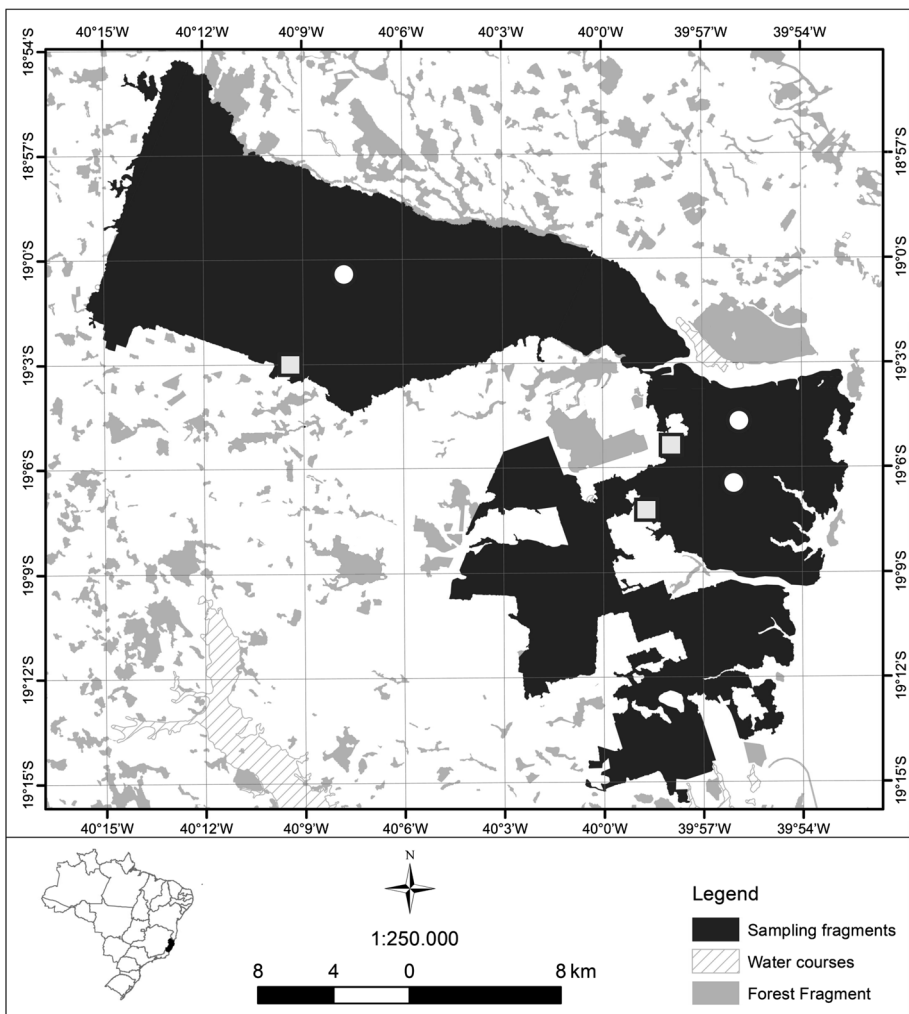 40°15'W 40°12'W 40°9'W 40°6'W 40°3'W 40°0'W 39°57'W 39°54'W
18°54'S
18°57'S 18°57'S
19°0'S 19°0'S
19°3'S 19°3'S
19°6'S 19°6'S
19°9'S 19°9'S
19°12'S 19°12'S
19°15'S 19°15'S
40°15'W 40°12'W 40°9'W 40°6'W 40°3'W 40°0'W 39°57'W 39°54'W
N
1:250.000
8 4 0 8 km
Legend
Sampling fragments
Water courses
Forest Fragment